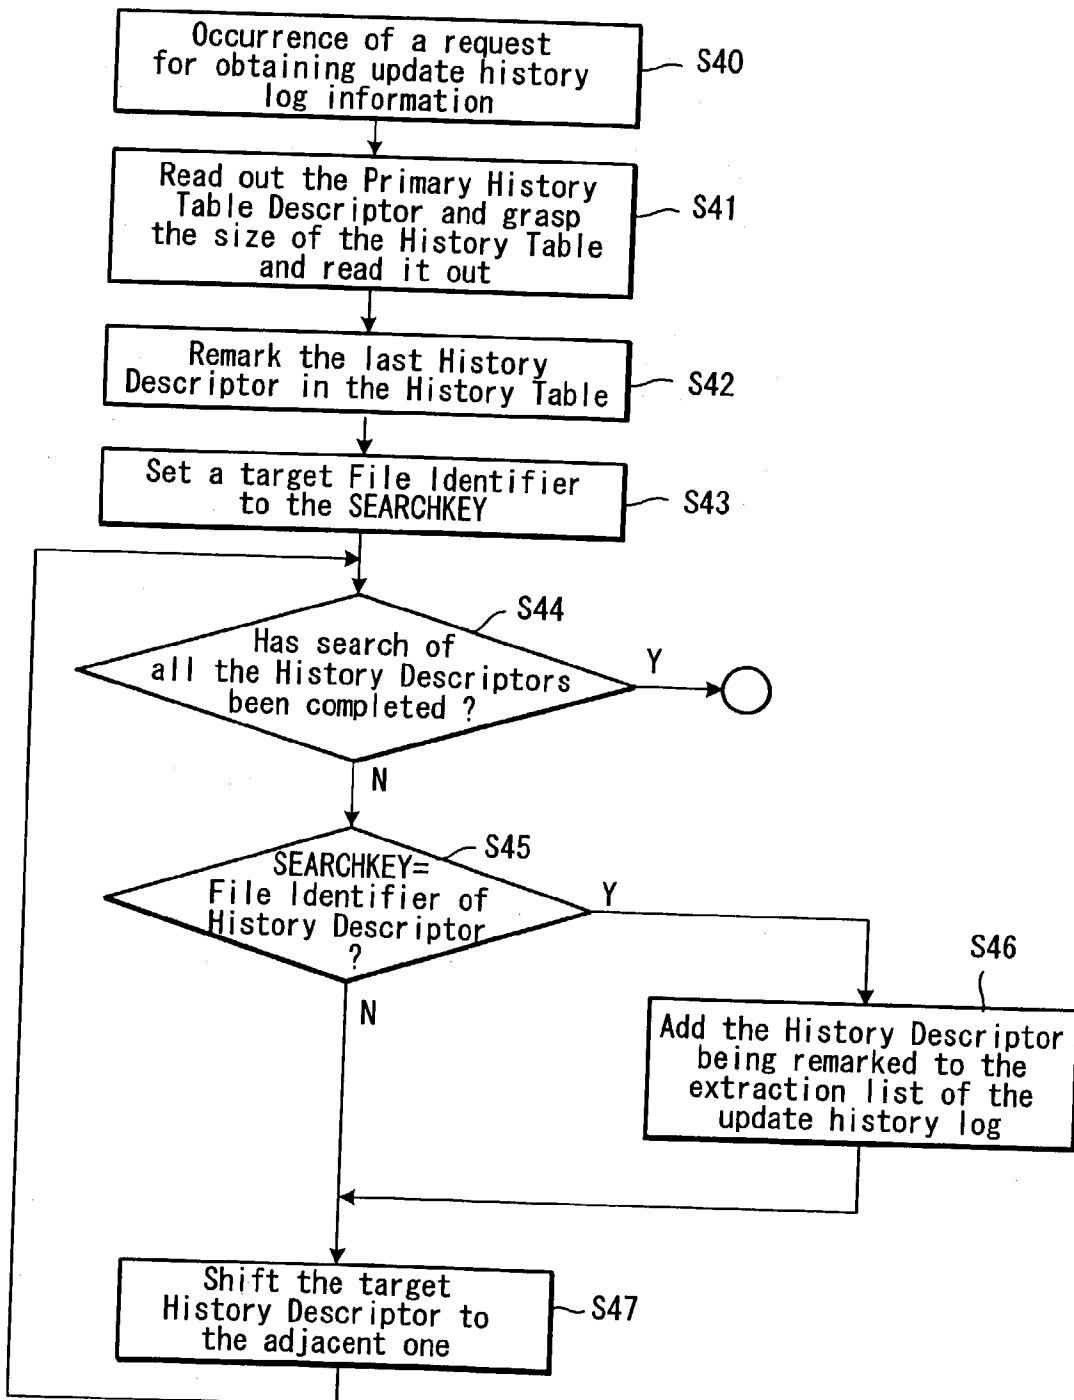 Occurrence of a request
for obtaining update history
log information
S40
Read out the Primary History
Table Descriptor and grasp
the size of the History Table
and read it out
S41
Remark the last History
Descriptor in the History Table
S42
Set a target File Identifier
to the SEARCHKEY
S43
S44
Has search of
all the History Descriptors
been completed ?
Y
N
S45
SEARCHKEY=
File Identifier of
History Descriptor
?
Y
N
S46
Add the History Descriptor
being remarked to the
extraction list of the
update history log
Shift the target
History Descriptor to
the adjacent one
S47